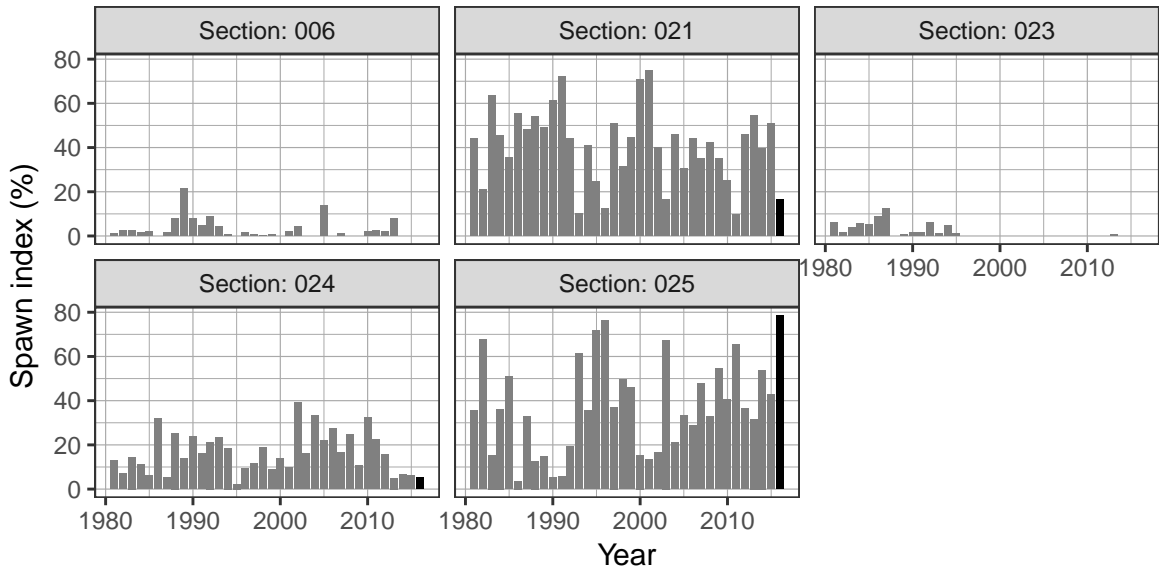 Section: 006
Section: 021
Section: 023
80
60
40
20
0
1980 1990 2000 2010
Section: 024
Section: 025
80
60
40
20
0
1980 1990 2000 2010
1980 1990 2000 2010
Spawn index (%)
Year